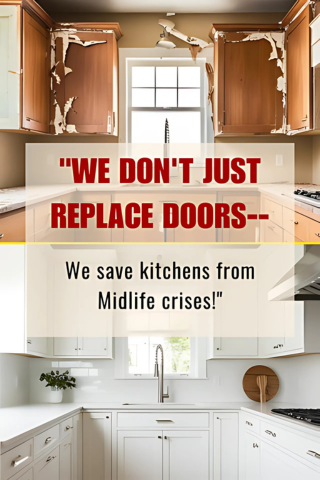 "WE DON'T JUST
REPLACE DOORS--
We save kitchens from
Midlife crises!"